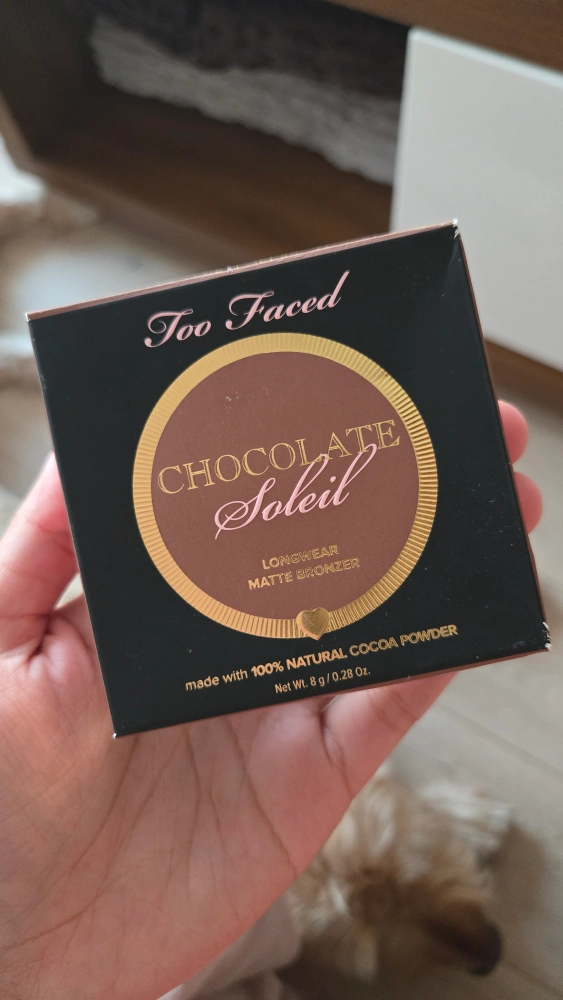 Too Faced
CHOCOLATE
Soleil
LONGWEAR
MATTE BRONZER
made with 100% NATURAL COCOA POWDER
Net Wt. 8 g / 0.28 Oz.